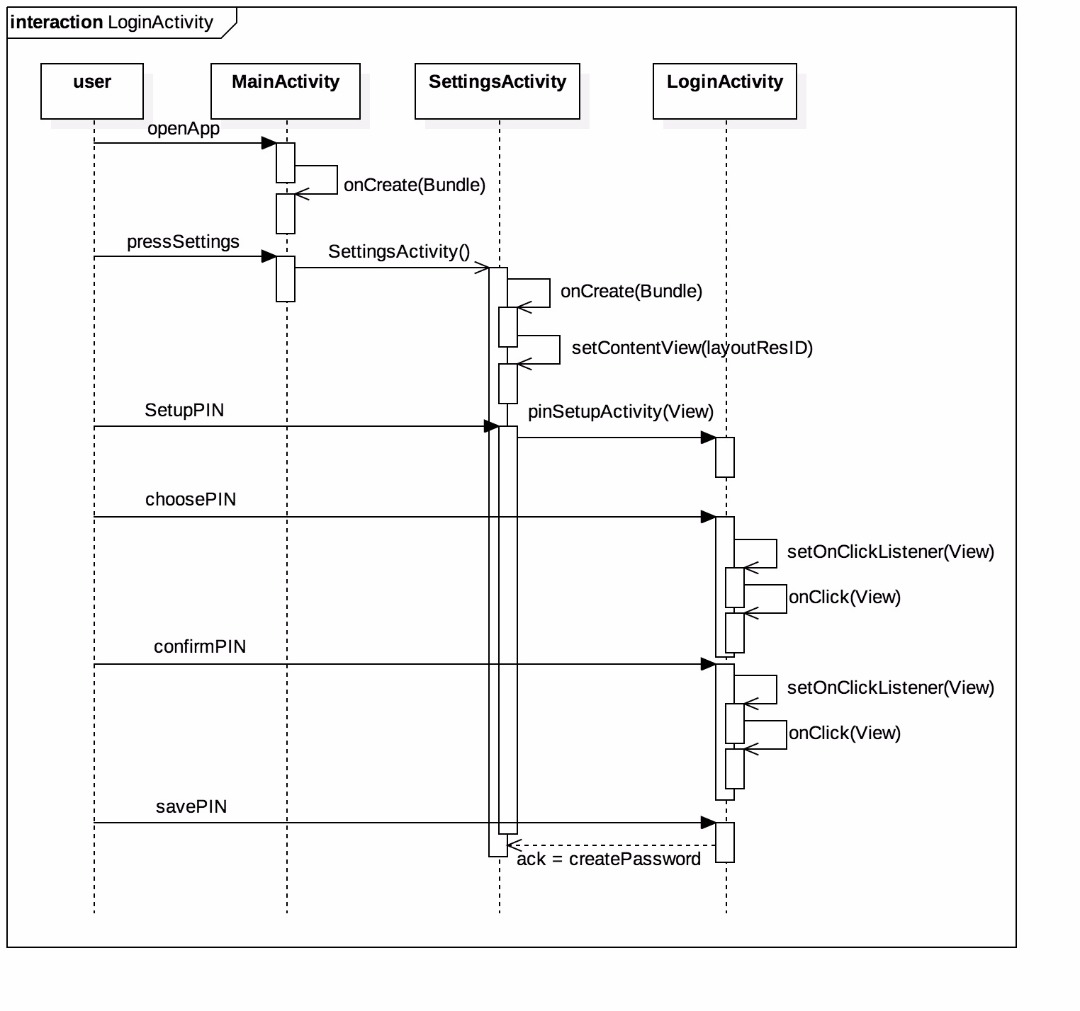 interaction LoginActivity
user
MainActivity
SettingsActivity
LoginActivity
openApp
onCreate(Bundle)
pressSettings
SettingsActivity()
onCreate(Bundle)
setContentView(layoutResID)
SetupPIN
pinSetupActivity(View)
choosePIN
setOnClickListener(View)
onClick(View)
confirmPIN
setOnClickListener(View)
onClick(View)
savePIN
ack = createPassword